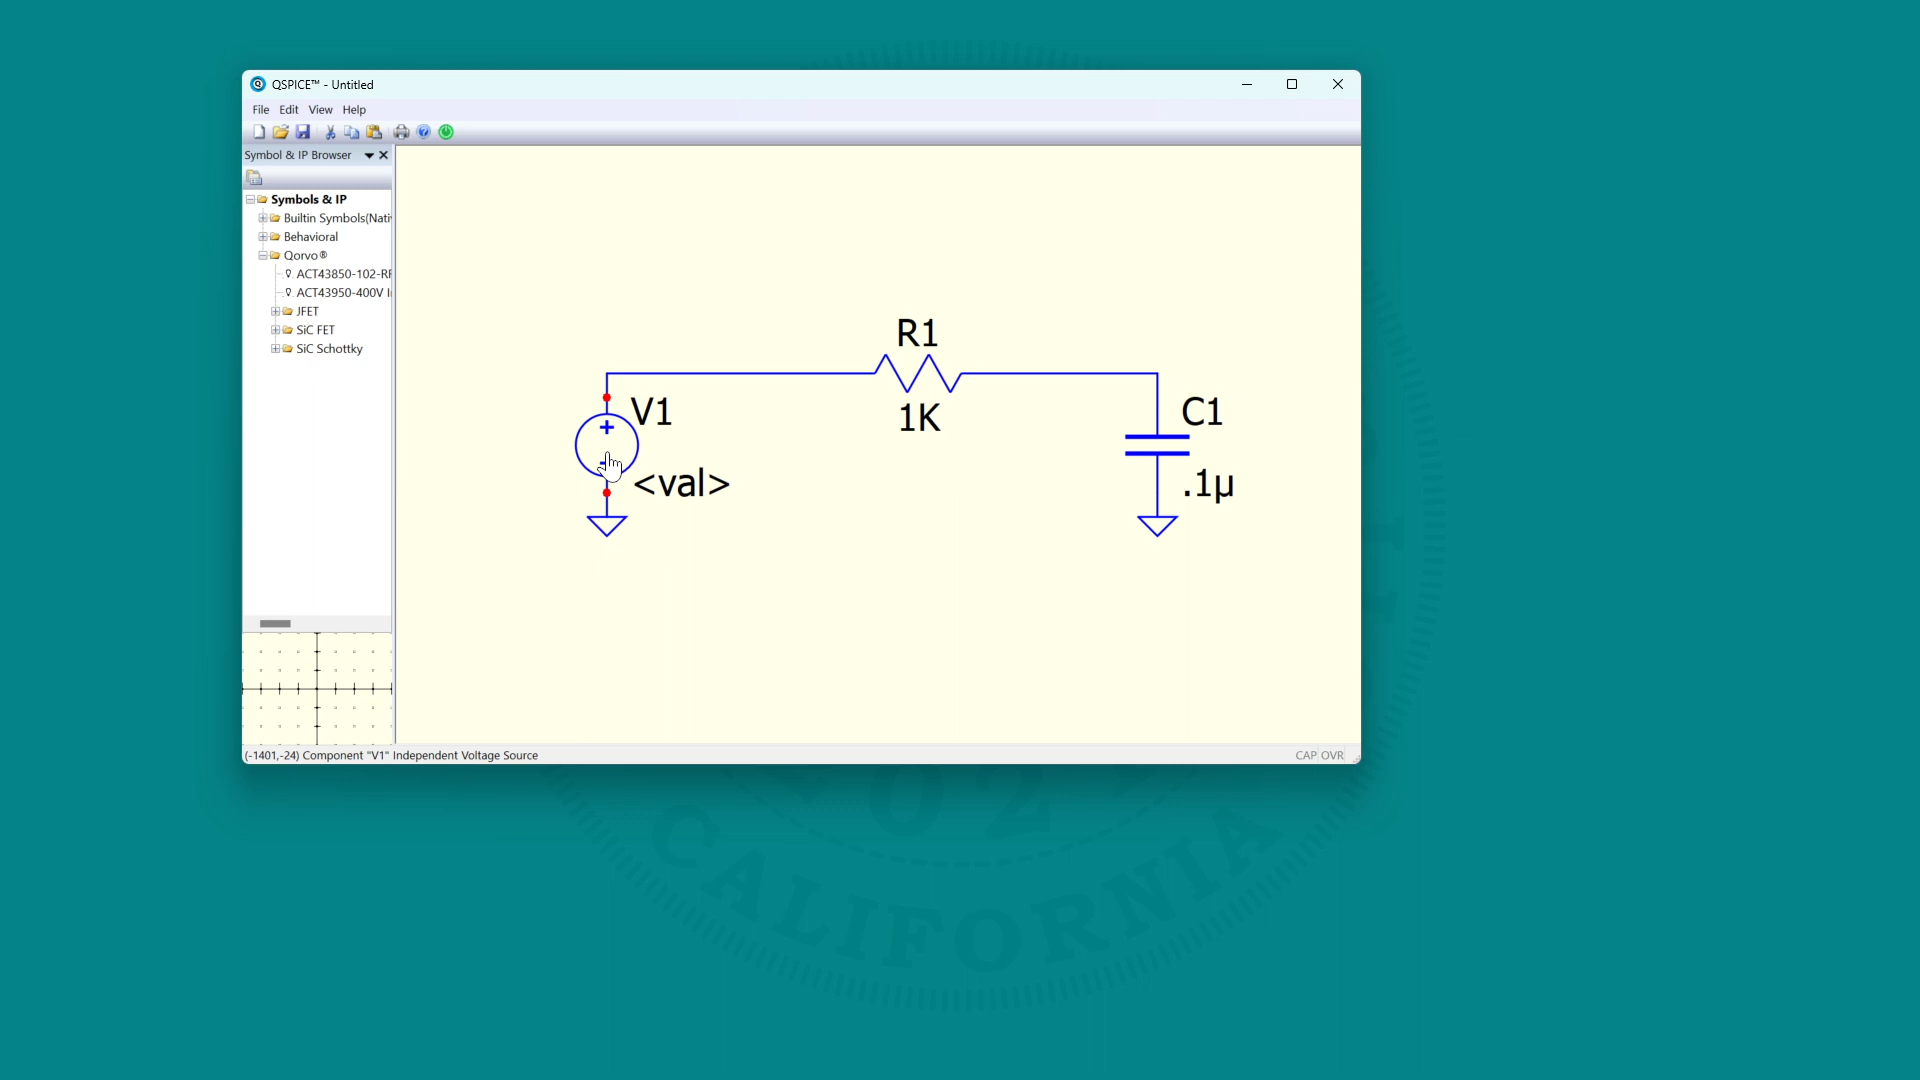 QSPICE™ - Untitled
File Edit View Help
Symbol & IP Browser
Symbols & IP
Builtin Symbols(Nati
Behavioral
Qorvo®
ACT43850-102-RE
ACT43950-400V I
JFET
SiC FET
SiC Schottky
R1
1K
V1
<val>
C1
.1µ
(-1401,-24) Component "V1" Independent Voltage Source
CAP OVR
CALIFORNIA